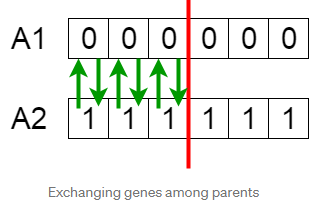 A1 0 0 0 0 0 0
A2 1 1 1 1 1 1
Exchanging genes among parents